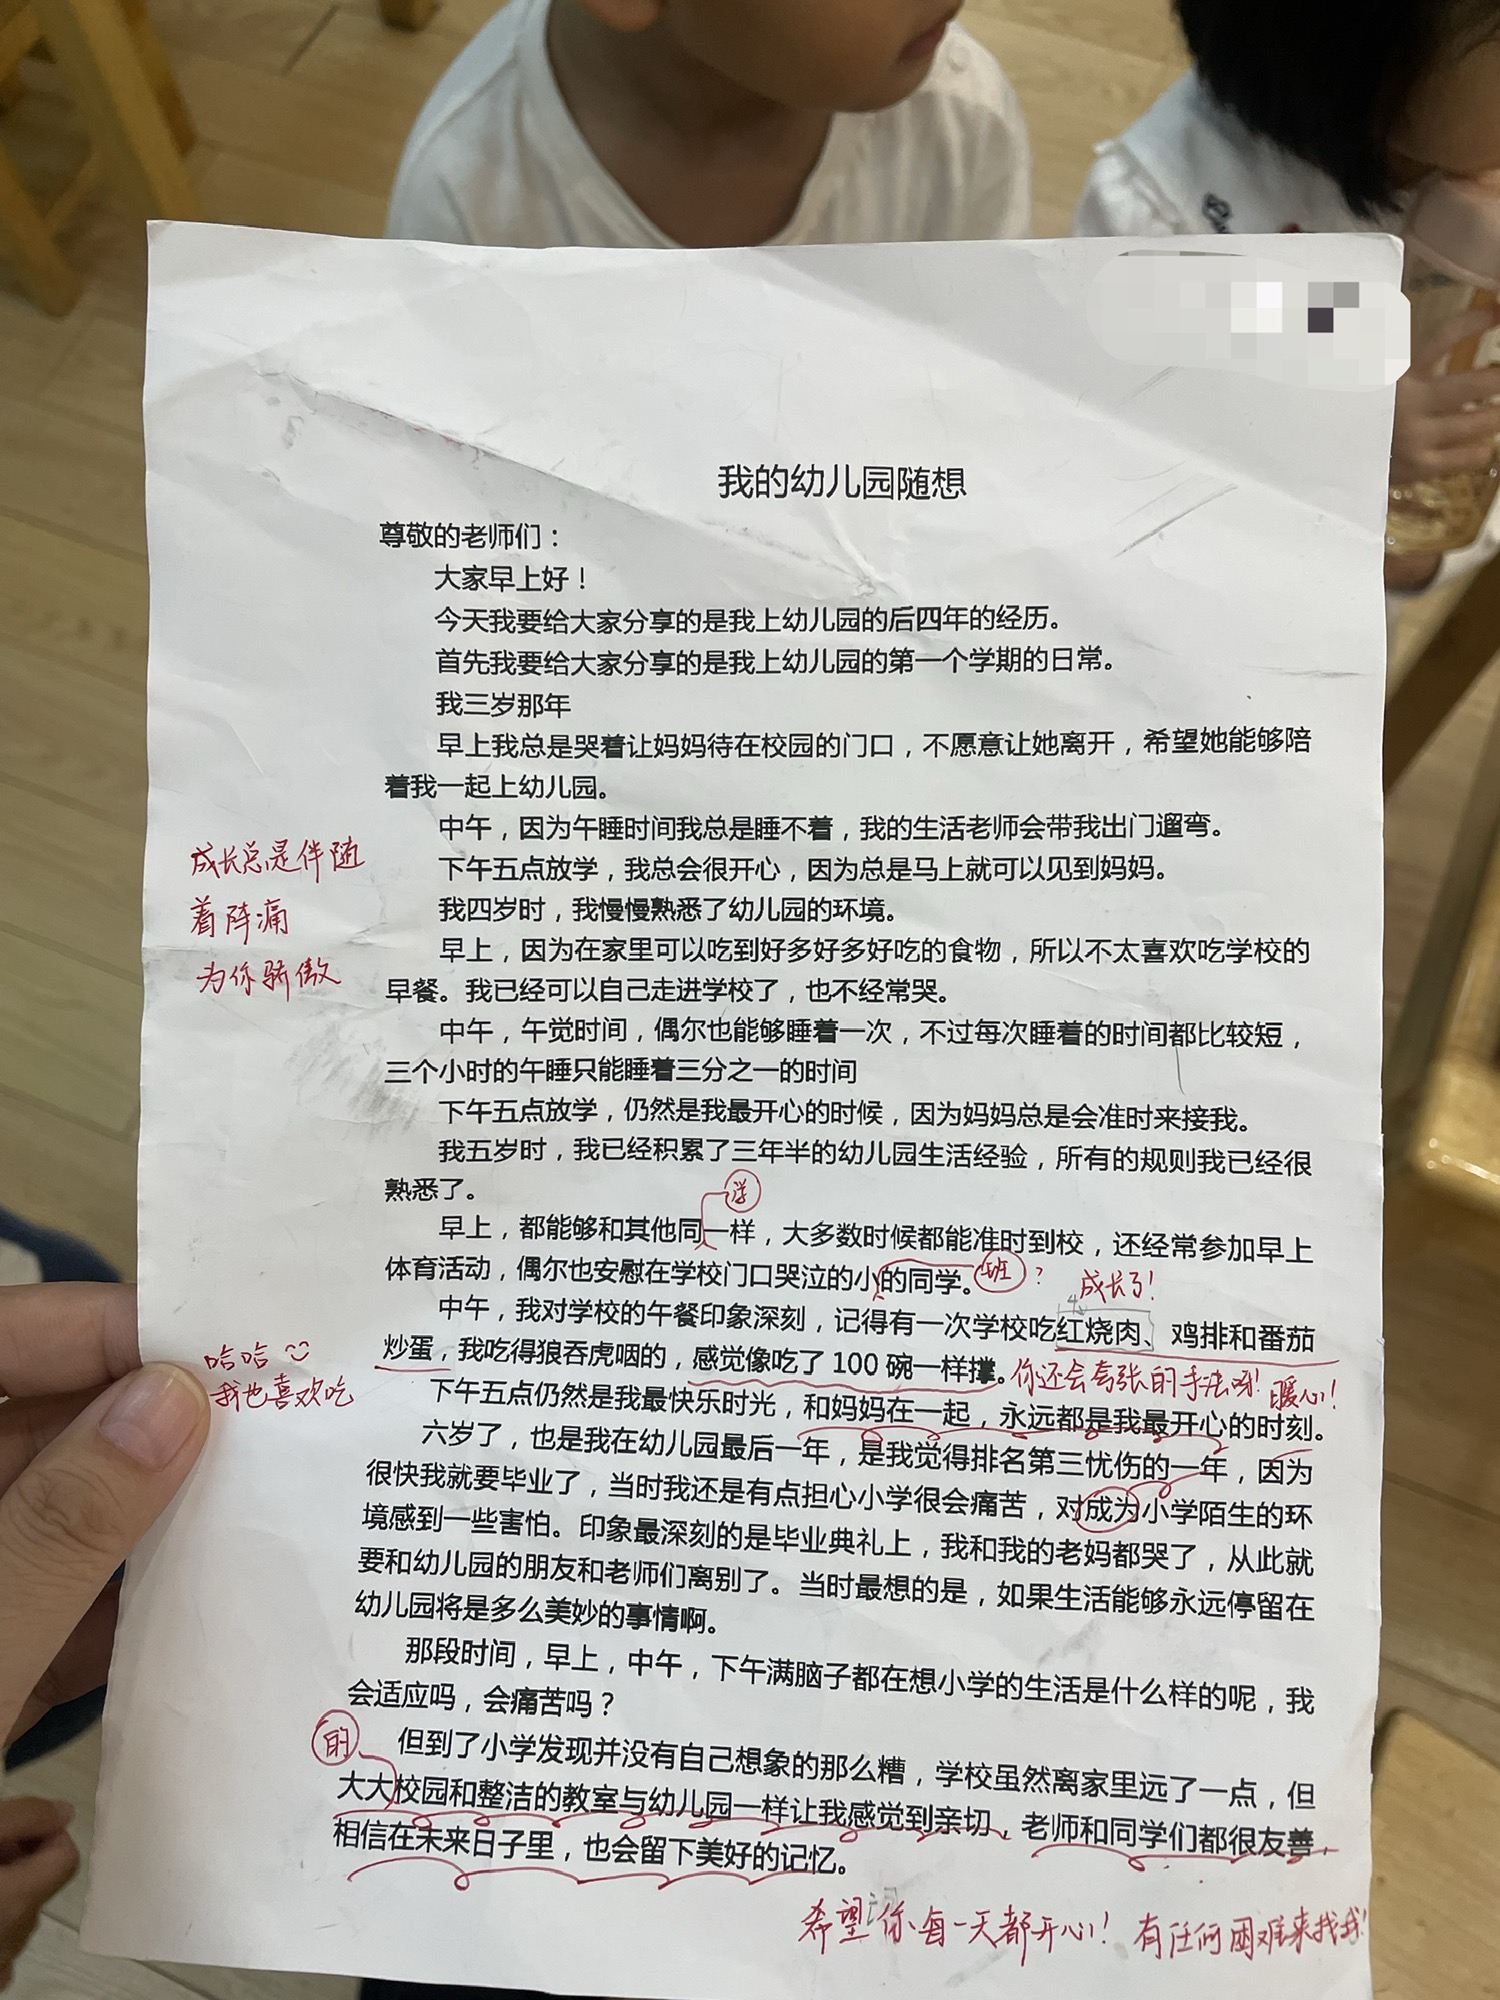 我的幼儿园随想
尊敬的老师们：
大家早上好！
今天我要给大家分享的是我上幼儿园的后四年的经历。
首先我要给大家分享的是我上幼儿园的第一个学期的日常。
我三岁那年
早上我总是哭着让妈妈待在校园的门口，不愿意让她离开，希望她能够陪
着我一起上幼儿园。
中午，因为午睡时间我总是睡不着，我的生活老师会带我出门遛弯。
下午五点放学，我总会很开心，因为总是马上就可以见到妈妈。
成长总是伴随
着阵痛
为你骄傲
我四岁时，我慢慢熟悉了幼儿园的环境。
早上，因为在家里可以吃到好多好多好吃的食物，所以不太喜欢吃学校的
早餐。我已经可以自己走进学校了，也不经常哭。
中午，午觉时间，偶尔也能够睡着一次，不过每次睡着的时间都比较短，
三个小时的午睡只能睡着三分之一的时间
下午五点放学，仍然是我最开心的时候，因为妈妈总是会准时来接我。
我五岁时，我已经积累了三年半的幼儿园生活经验，所有的规则我已经很
熟悉了。
学
早上，都能够和其他同一样，大多数时候都能准时到校，还经常参加早上
体育活动，偶尔也安慰在学校门口哭泣的小的同学。
班？
成长了！
中午，我对学校的午餐印象深刻，记得有一次学校吃红烧肉、鸡排和番茄
炒蛋，我吃得狼吞虎咽的，感觉像吃了 100 碗一样撑。
你还会夸张的手法呀！
暖心！
哈哈
我也喜欢吃
下午五点仍然是我最快乐时光，和妈妈在一起，永远都是我最开心的时刻。
六岁了，也是我在幼儿园最后一年，是我觉得排名第三忧伤的一年，因为
很快我就要毕业了，当时我还是有点担心小学很会痛苦，对成为小学陌生的环
境感到一些害怕。印象最深刻的是毕业典礼上，我和我的老妈都哭了，从此就
要和幼儿园的朋友和老师们离别了。当时最想的是，如果生活能够永远停留在
幼儿园将是多么美妙的事情啊。
那段时间，早上，中午，下午满脑子都在想小学的生活是什么样的呢，我
会适应吗，会痛苦吗？
的
但到了小学发现并没有自己想象的那么糟，学校虽然离家里远了一点，但
大大校园和整洁的教室与幼儿园一样让我感觉到亲切，老师和同学们都很友善，
相信在未来日子里，也会留下美好的记忆。
希望你每一天都开心！有任何困难来找我！